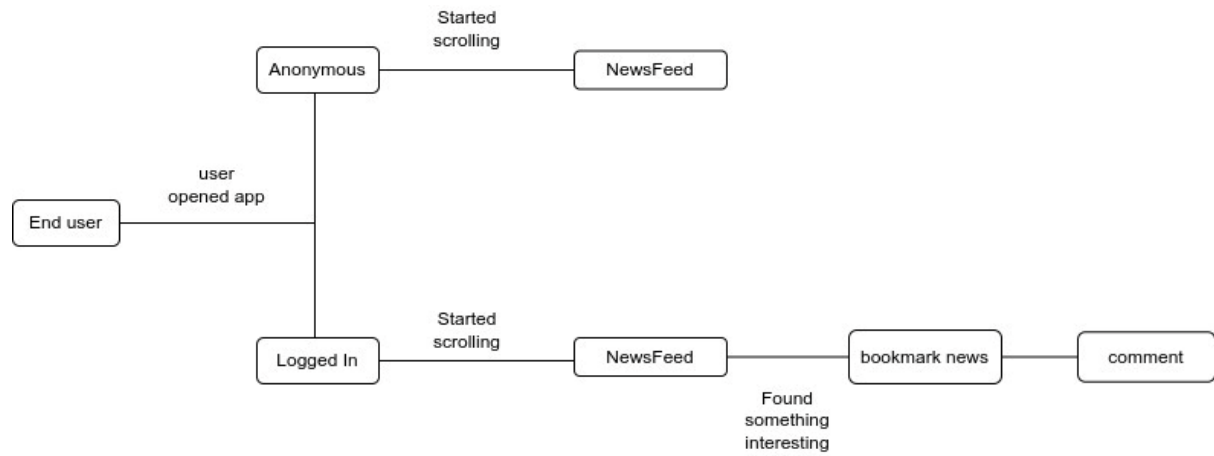 Started
scrolling
Anonymous
NewsFeed
user
opened app
End user
Started
scrolling
Logged In
NewsFeed
bookmark news
comment
Found
something
interesting